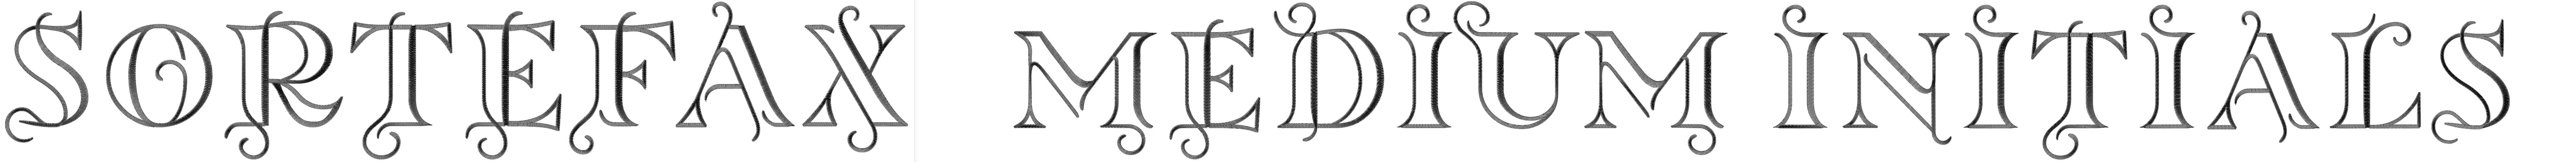 SORTEFAX MEDIUM INITIALS